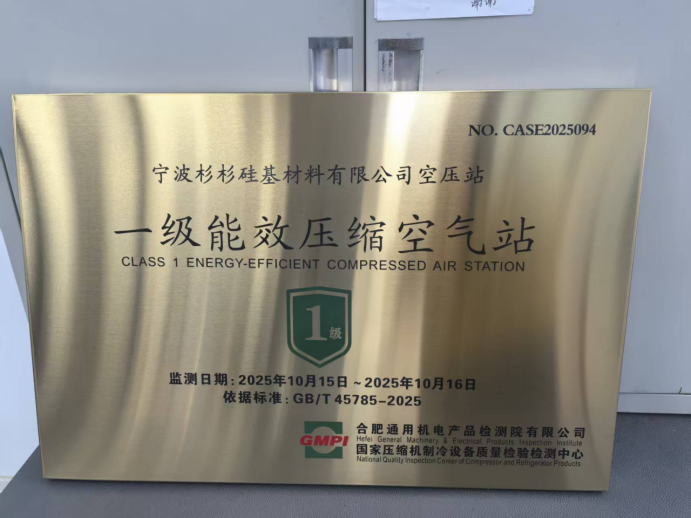 谢谢
NO. CASE2025094
宁波杉杉硅基材料有限公司空压站
一级能效压缩空气站
CLASS 1 ENERGY-EFFICIENT COMPRESSED AIR STATION
1级
监测日期:2025年10月15日~2025年10月16日
依据标准:GB/T 45785-2025
GMPI
合肥通用机电产品检测院有限公司
Hefei General Machinery & Electrical Products Inspection Institute
国家压缩机制冷设备质量检验检测中心
National Quality Inspection Center of Compressor and Refrigerator Products